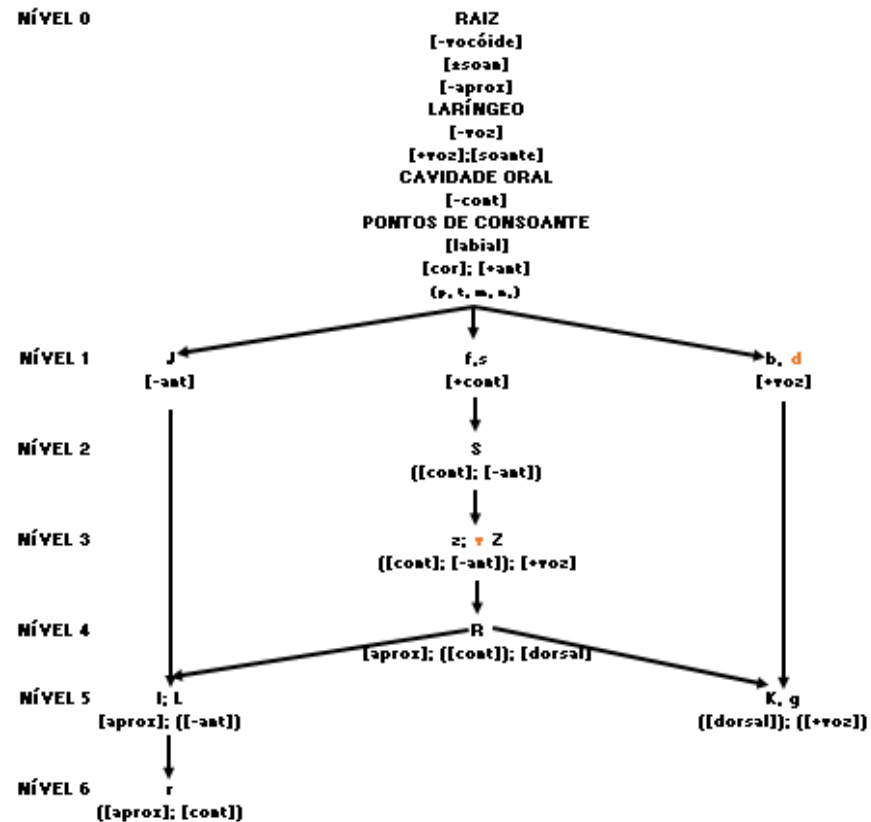 NÍVEL 0
RAIZ
[-vocóide]
[±soan]
[-aprox]
LARÍNGEO
[-voz]
[+voz];[soante]
CAVIDADE ORAL
[-cont]
PONTOS DE CONSOANTE
[labial]
[cor]; [+ant]
(p, t, m, n,)
NÍVEL 1 J f,s b, d
[-ant] [+cont] [+voz]
NÍVEL 2 S
([cont]; [-ant])
NÍVEL 3 z; v Z
([cont]; [-ant]); [+voz]
NÍVEL 4 R
[aprox]; ([cont]); [dorsal]
NÍVEL 5 l; L K, g
[aprox]; ([-ant]) ([dorsal]); ([+voz])
NÍVEL 6 r
([aprox]; [cont])